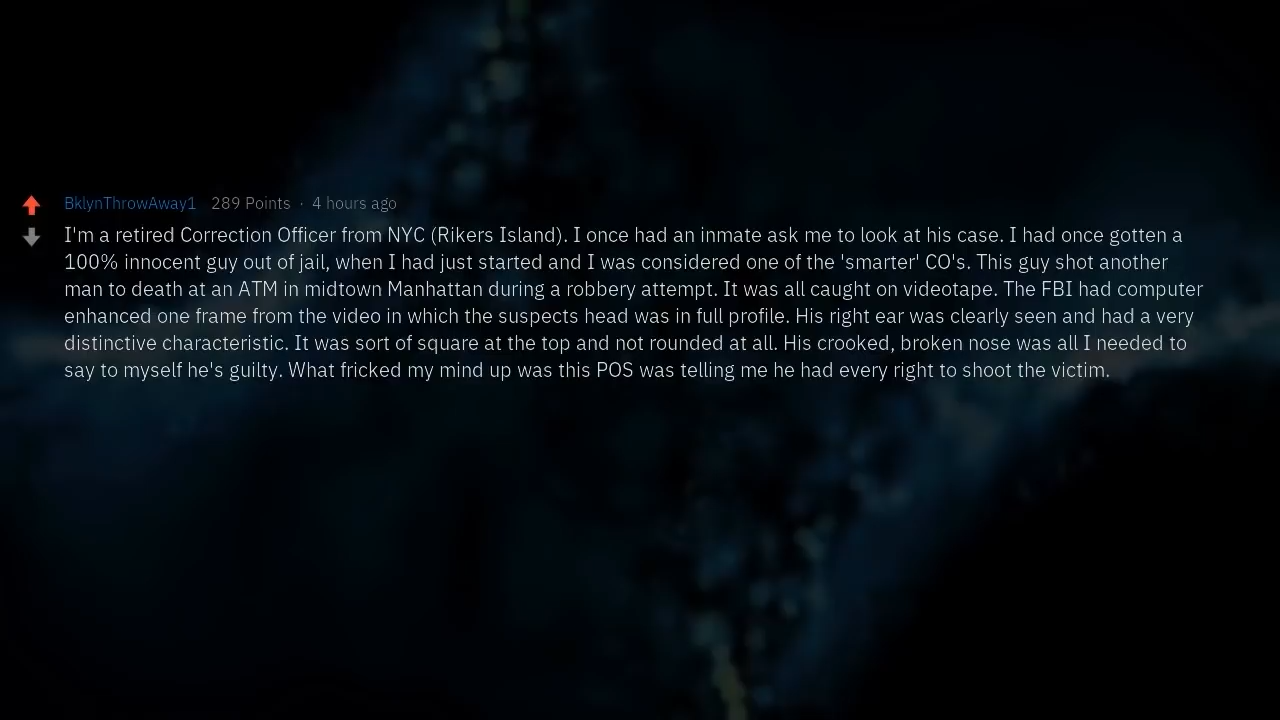 BklynThrowAway1 289 Points · 4 hours ago
I'm a retired Correction Officer from NYC (Rikers Island). I once had an inmate ask me to look at his case. I had once gotten a
100% innocent guy out of jail, when I had just started and I was considered one of the 'smarter' CO's. This guy shot another
man to death at an ATM in midtown Manhattan during a robbery attempt. It was all caught on videotape. The FBI had computer
enhanced one frame from the video in which the suspects head was in full profile. His right ear was clearly seen and had a very
distinctive characteristic. It was sort of square at the top and not rounded at all. His crooked, broken nose was all I needed to
say to myself he's guilty. What fricked my mind up was this POS was telling me he had every right to shoot the victim.